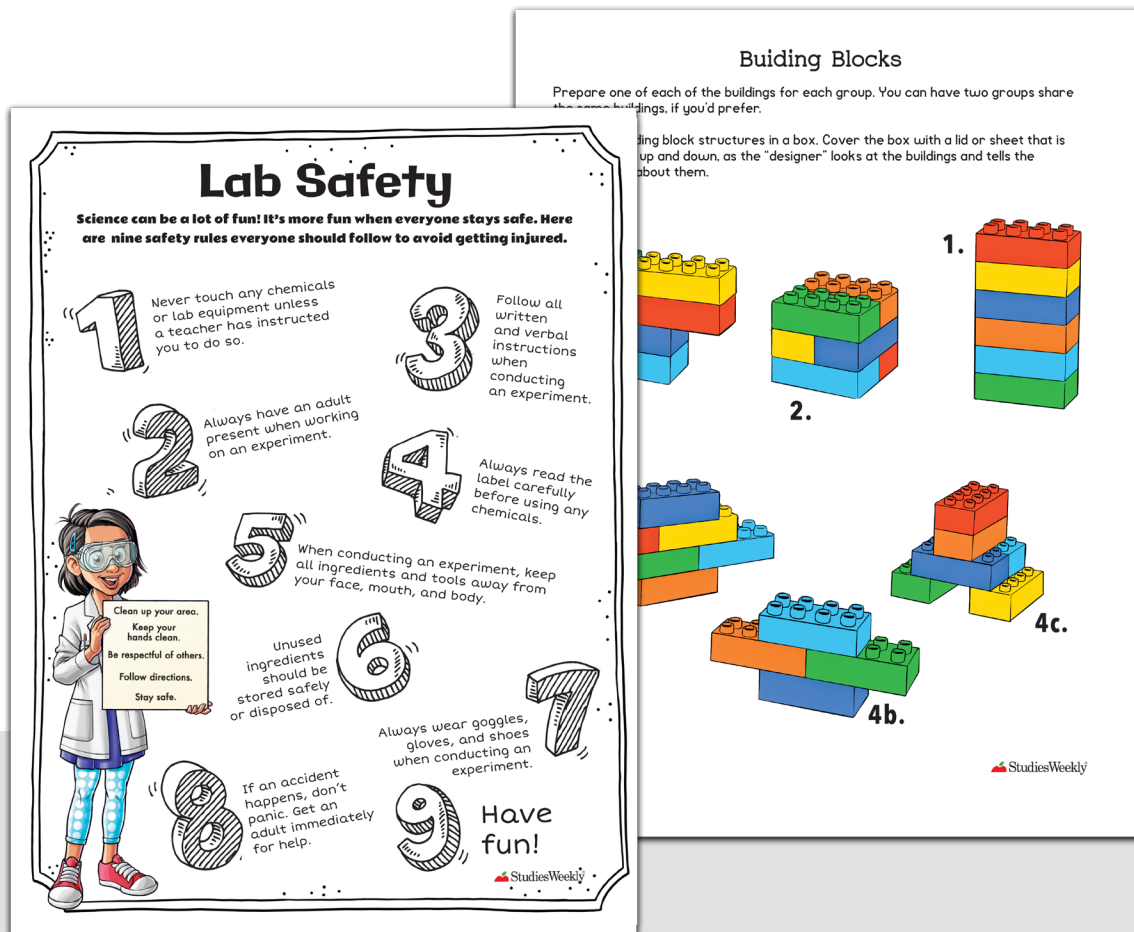 Lab Safety
Science can be a lot of fun! It's more fun when everyone stays safe. Here
are nine safety rules everyone should follow to avoid getting injured.
1
Never touch any chemicals
or lab equipment unless
a teacher has instructed
you to do so.
2
Always have an adult
present when working
on an experiment.
3
Follow all
written
and verbal
instructions
when
conducting
an experiment.
4
Always read the
label carefully
before using any
chemicals.
5
When conducting an experiment, keep
all ingredients and tools away from
your face, mouth, and body.
6
Unused
ingredients
should be
stored safely
or disposed of.
7
Always wear goggles,
gloves, and shoes
when conducting an
experiment.
8
If an accident
happens, don't
panic. Get an
adult immediately
for help.
9
Have
fun!
Clean up your area.
Keep your
hands clean.
Be respectful of others.
Follow directions.
Stay safe.
StudiesWeekly
Buiding Blocks
Prepare one of each of the buildings for each group. You can have two groups share
the same buildings, if you'd prefer.
ding block structures in a box. Cover the box with a lid or sheet that is
up and down, as the "designer" looks at the buildings and tells the
about them.
1.
2.
4c.
4b.
StudiesWeekly